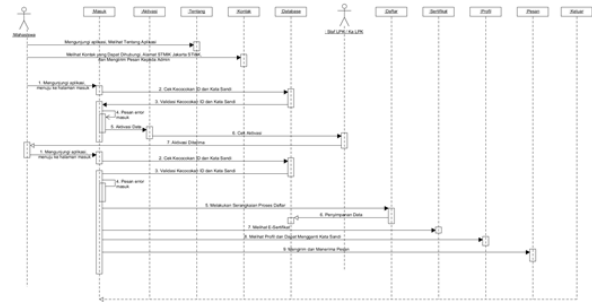 :Masuk
:Aktivasi
:Tentang
:Kontak
:Database
:Daftar
:Sertifikat
:Profil
:Pesan
:Keluar
:Mahasiswa
:Staf LPK / Ka LPK
Mengunjungi aplikasi, Melihat Tentang Aplikasi
Melihat Kontak yang Dapat Dihubungi, Alamat STMIK Jakarta STI&K,
dan Mengirim Pesan Kepada Admin
1. Mengunjungi aplikasi,
menuju ke halaman masuk
2. Cek Kecocokan ID dan Kata Sandi
3. Validasi Kecocokan ID dan Kata Sandi
4. Pesan error
masuk
5. Aktivasi Data
6. Cek Aktivasi
7. Aktivasi Diterima
1. Mengunjungi aplikasi,
menuju ke halaman masuk
2. Cek Kecocokan ID dan Kata Sandi
3. Validasi Kecocokan ID dan Kata Sandi
4. Pesan error
masuk
5. Melakukan Serangkaian Proses Daftar
6. Penyimpanan Data
7. Melihat E-Sertifikat
8. Melihat Profil dan Dapat Mengganti Kata Sandi
9. Mengirim dan Menerima Pesan